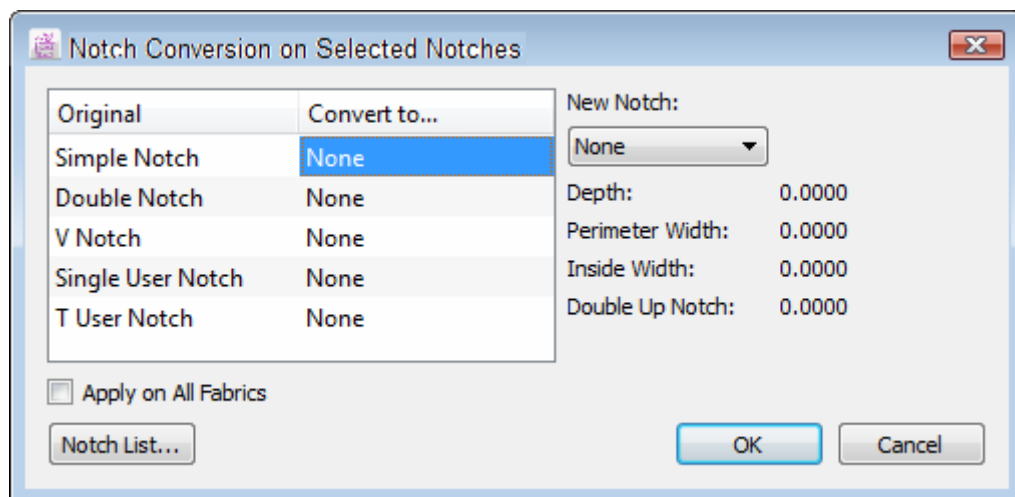 Notch Conversion on Selected Notches
Original Convert to...
Simple Notch None
Double Notch None
V Notch None
Single User Notch None
T User Notch None
New Notch:
None
Depth: 0.0000
Perimeter Width: 0.0000
Inside Width: 0.0000
Double Up Notch: 0.0000
Apply on All Fabrics
Notch List...
OK
Cancel